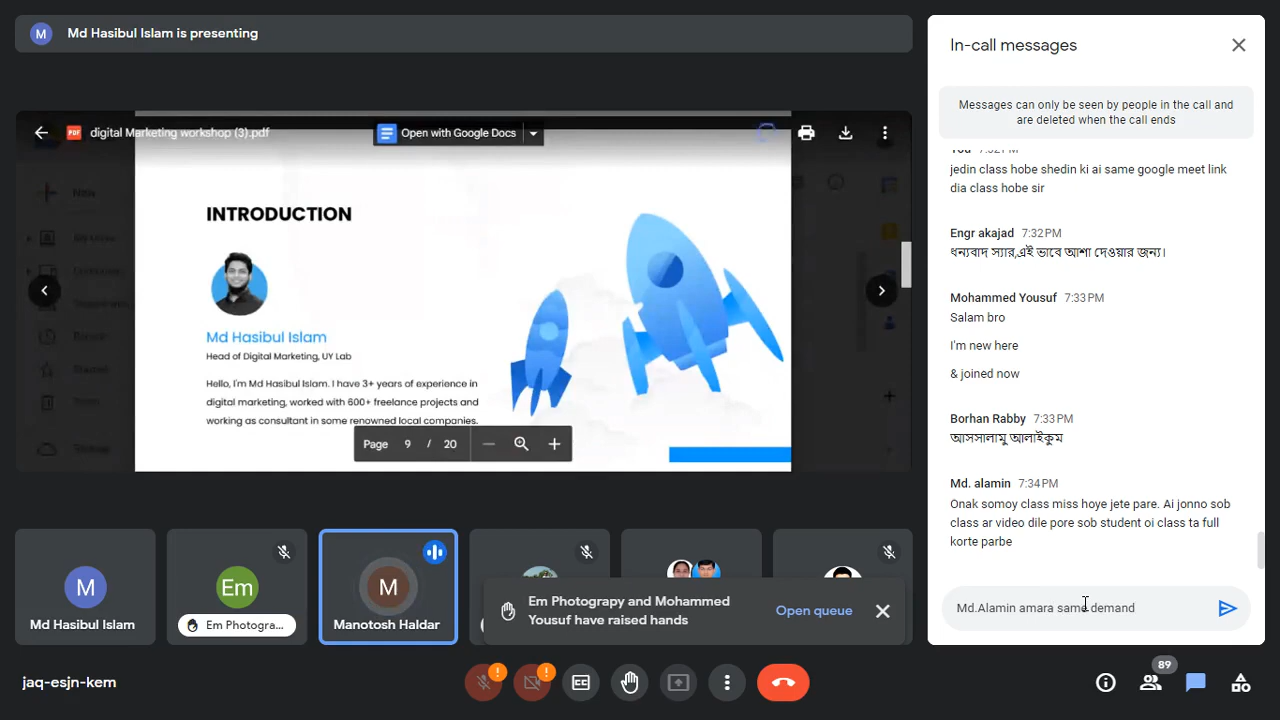 M
Md Hasibul Islam is presenting
PDF
digital Marketing workshop (3).pdf
Open with Google Docs
INTRODUCTION
Md Hasibul Islam
Head of Digital Marketing, UY Lab
Hello, I'm Md Hasibul Islam. I have 3+ years of experience in
digital marketing, worked with 600+ freelance projects and
working as consultant in some renowned local companies.
Page 9 / 20
M
Md Hasibul Islam
Em
Em Photogra...
M
Manotosh Haldar
Em Photograpy and Mohammed
Yousuf have raised hands
Open queue
jaq-esjn-kem
CC
89
In-call messages
Messages can only be seen by people in the call and
are deleted when the call ends
jedin class hobe shedin ki ai same google meet link
dia class hobe sir
Engr akajad 7:32 PM
ধন্যবাদ স্যার,এই ভাবে আশা দেওয়ার জন্য।
Mohammed Yousuf 7:33 PM
Salam bro
I'm new here
& joined now
Borhan Rabby 7:33 PM
আসসালামু আলাইকুম
Md. alamin 7:34 PM
Onak somoy class miss hoye jete pare. Ai jonno sob
class ar video dile pore sob student oi class ta full
korte parbe
Md.Alamin amara same demand